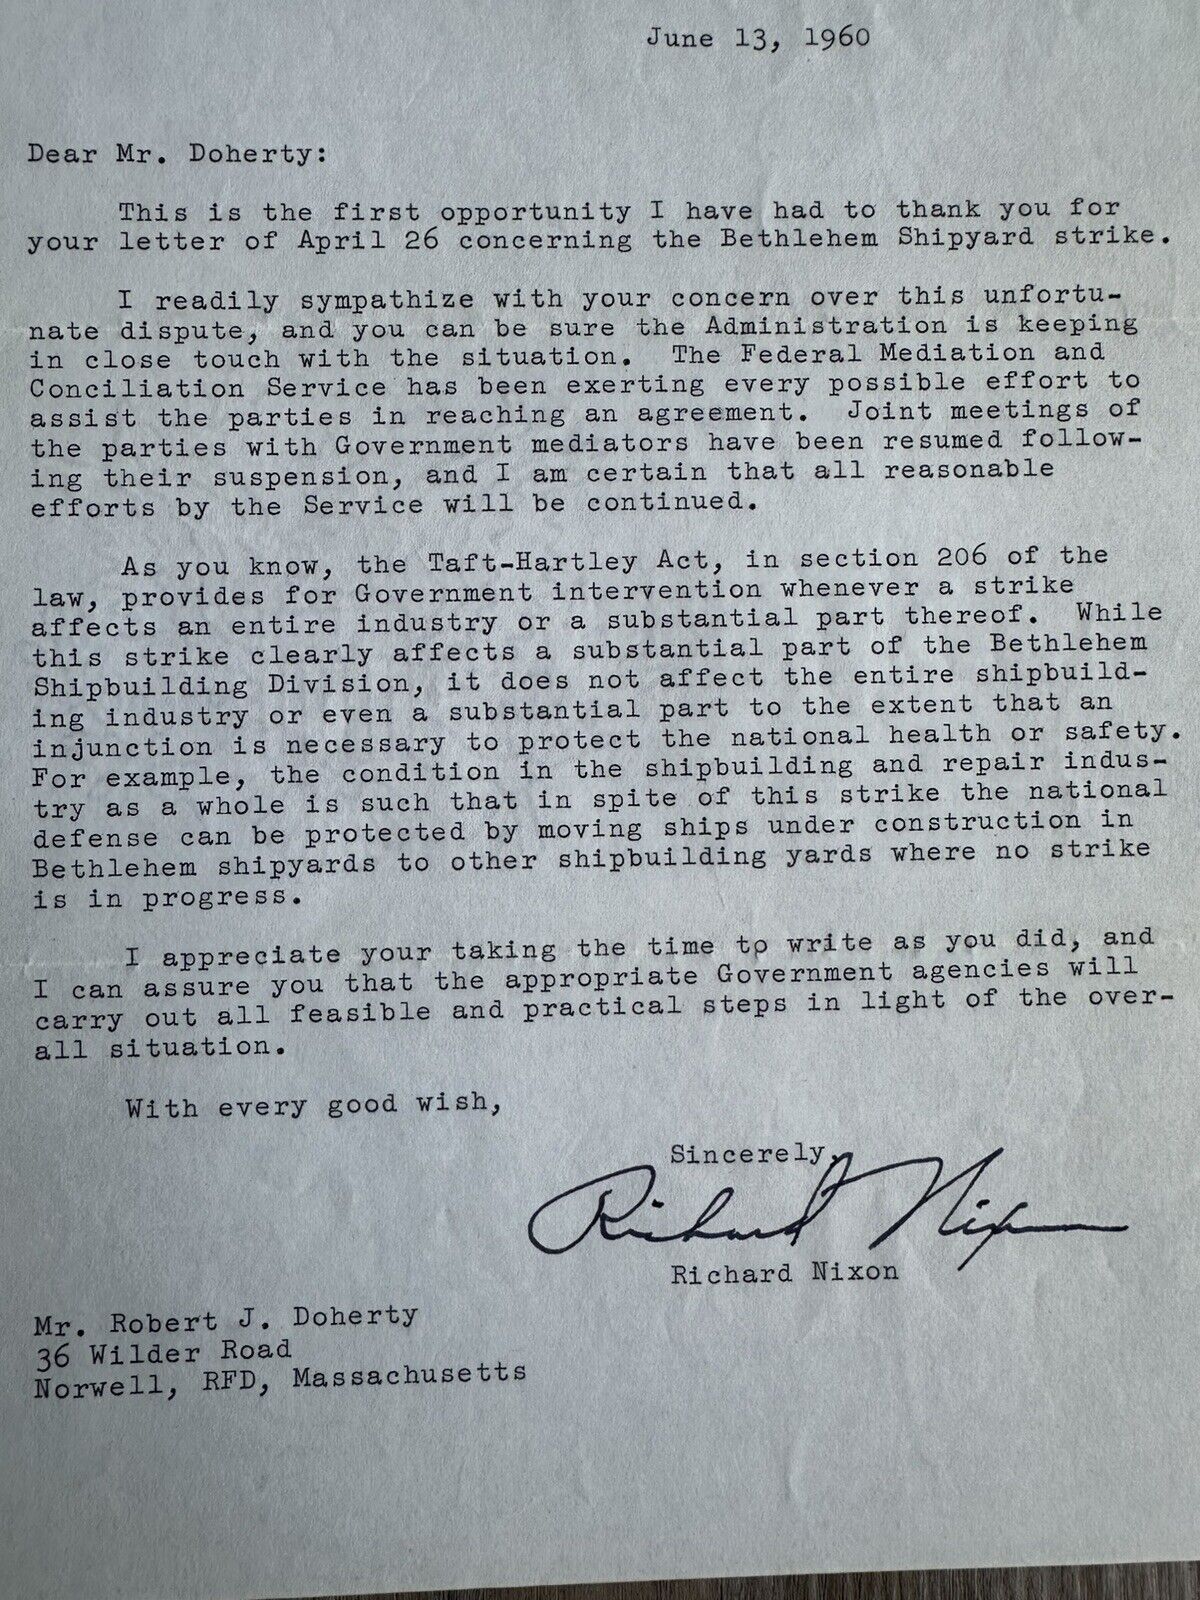 June 13, 1960
Dear Mr. Doherty:
This is the first opportunity I have had to thank you for
your letter of April 26 concerning the Bethlehem Shipyard strike.
I readily sympathize with your concern over this unfortu-
nate dispute, and you can be sure the Administration is keeping
in close touch with the situation. The Federal Mediation and
Conciliation Service has been exerting every possible effort to
assist the parties in reaching an agreement. Joint meetings of
the parties with Government mediators have been resumed follow-
ing their suspension, and I am certain that all reasonable
efforts by the Service will be continued.
As you know, the Taft-Hartley Act, in section 206 of the
law, provides for Government intervention whenever a strike
affects an entire industry or a substantial part thereof. While
this strike clearly affects a substantial part of the Bethlehem
Shipbuilding Division, it does not affect the entire shipbuild-
ing industry or even a substantial part to the extent that an
injunction is necessary to protect the national health or safety.
For example, the condition in the shipbuilding and repair indus-
try as a whole is such that in spite of this strike the national
defense can be protected by moving ships under construction in
Bethlehem shipyards to other shipbuilding yards where no strike
is in progress.
I appreciate your taking the time to write as you did, and
I can assure you that the appropriate Government agencies will
carry out all feasible and practical steps in light of the over-
all situation.
With every good wish,
Sincerely,
Richard Nixon
Richard Nixon
Mr. Robert J. Doherty
36 Wilder Road
Norwell, RFD, Massachusetts